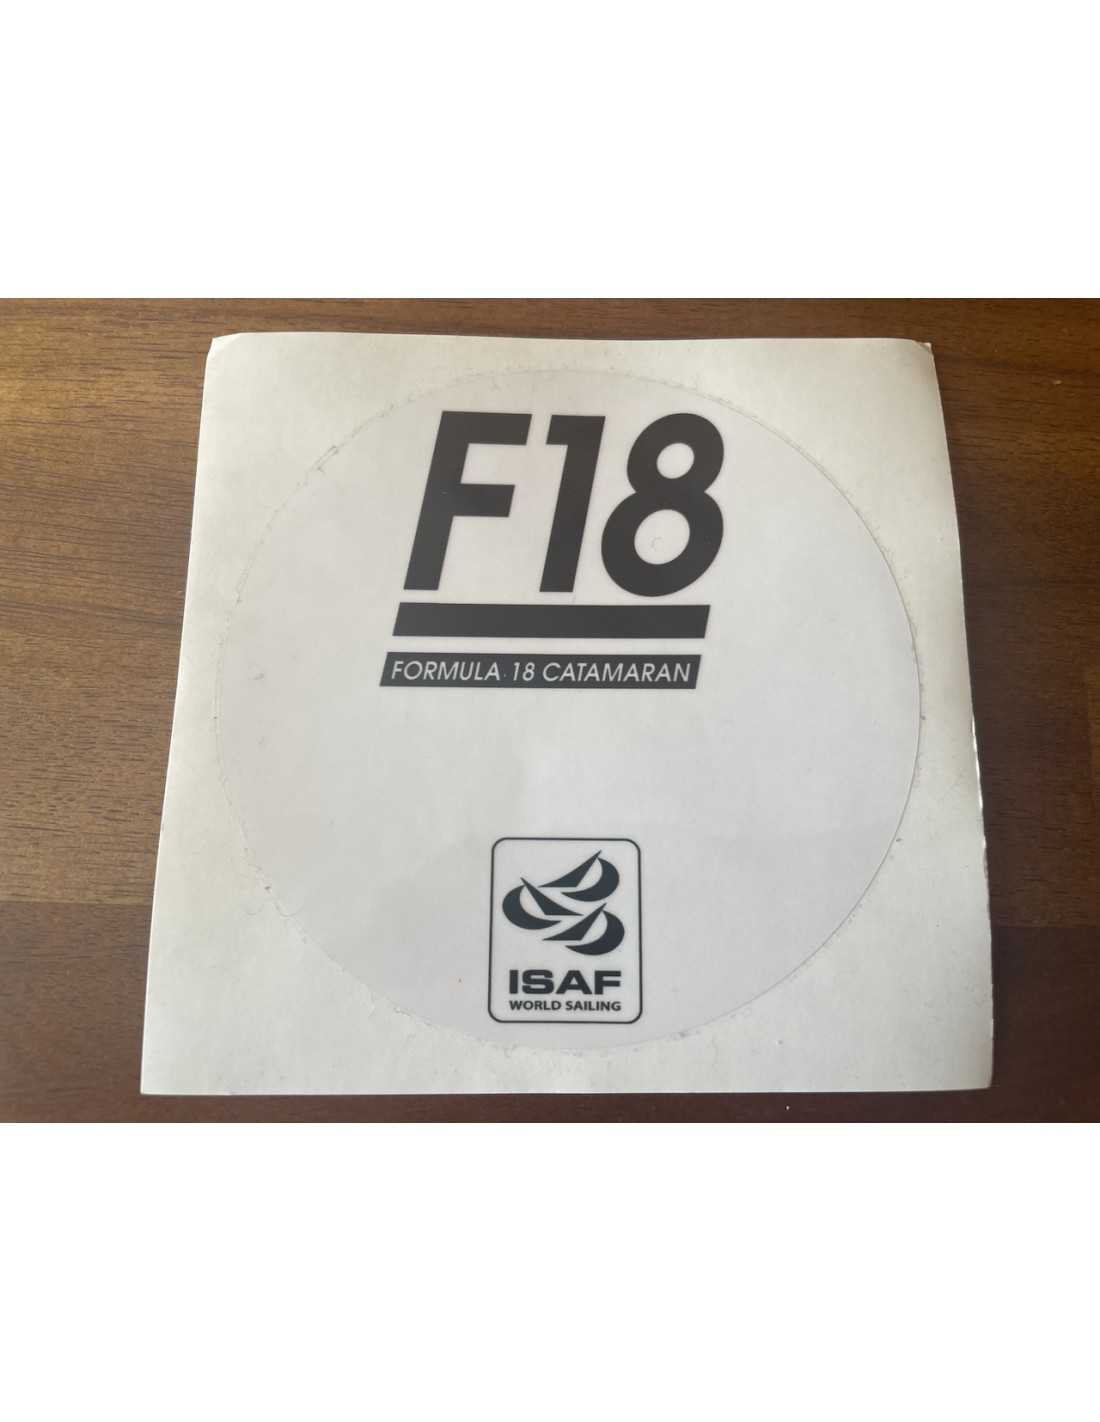 F18
FORMULA 18 CATAMARAN
ISAF
WORLD SAILING